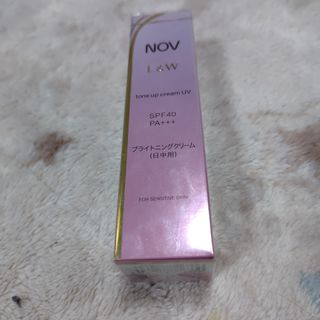 NOV
L&W
tone up cream UV
SPF40
PA+++
ブライトニングクリーム
(日中用)
FOR SENSITIVE SKIN